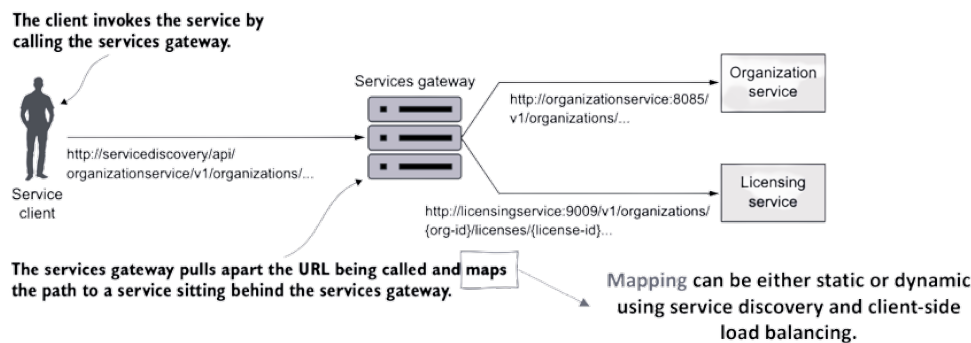 The client invokes the service by
calling the services gateway.
Services gateway
Organization
service
http://organizationservice:8085/
v1/organizations/...
http://servicediscovery/api/
organizationservice/v1/organizations/...
Service
client
Licensing
service
http://licensingservice:9009/v1/organizations/
{org-id}/licenses/{license-id}...
The services gateway pulls apart the URL being called and maps
the path to a service sitting behind the services gateway.
Mapping can be either static or dynamic
using service discovery and client-side
load balancing.